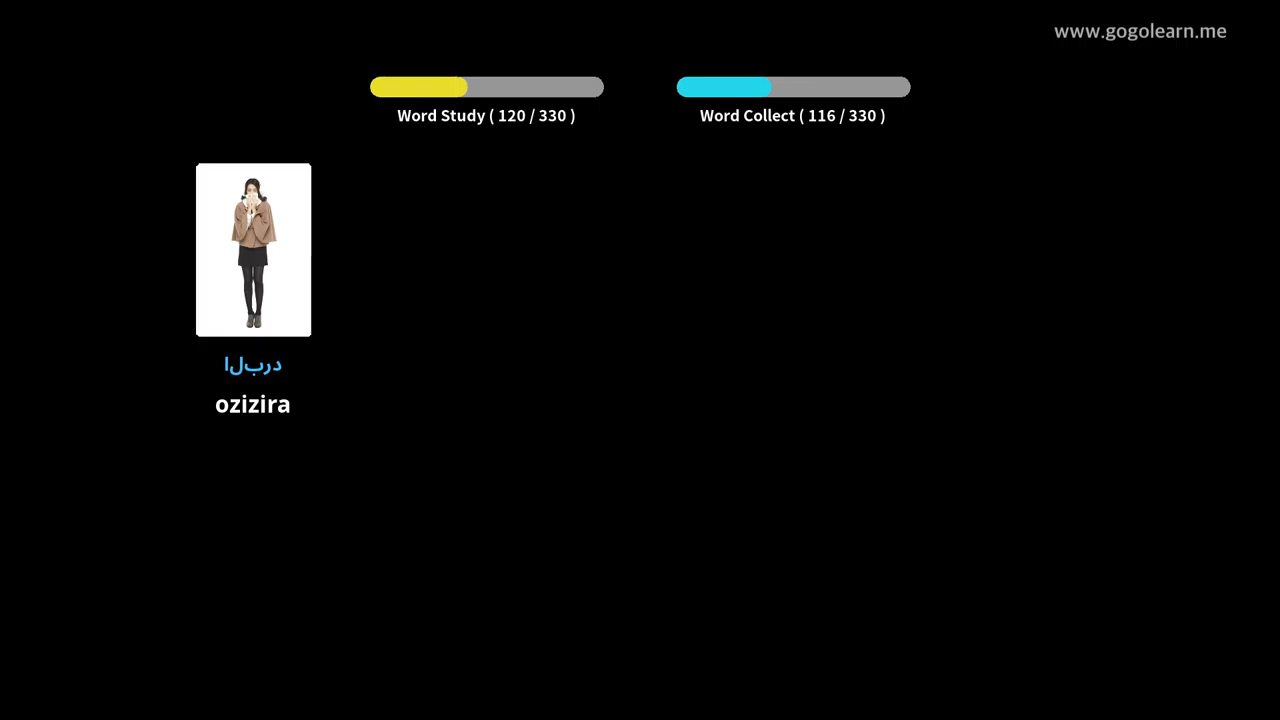 www.gogolearn.me
Word Study ( 120 / 330 )
Word Collect ( 116 / 330 )
البرد
ozizira